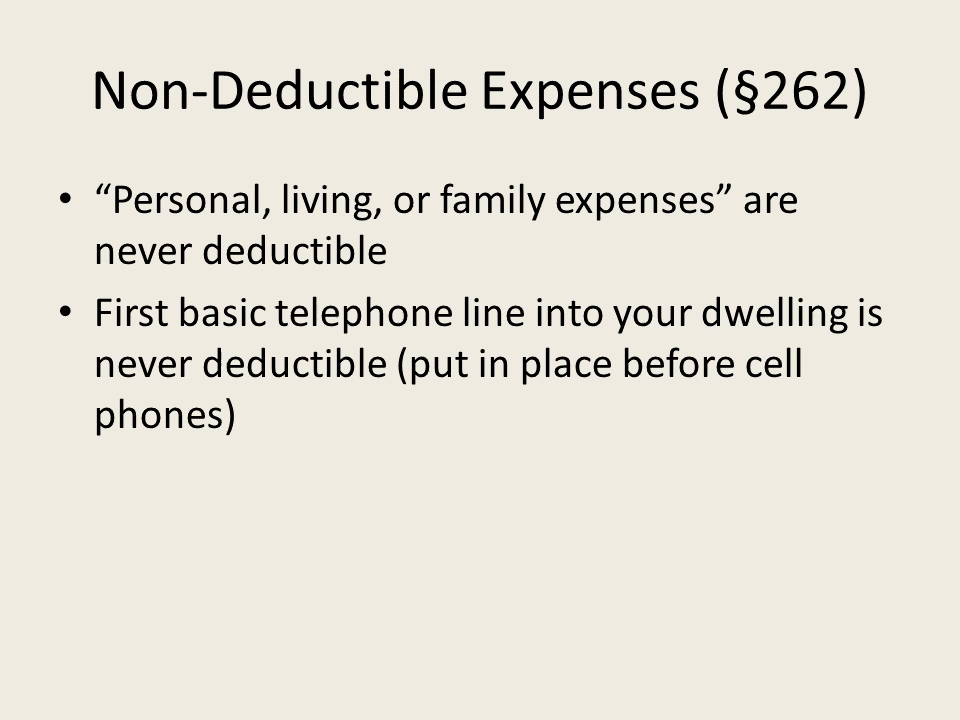 Non-Deductible Expenses (§262)
• “Personal, living, or family expenses” are
never deductible
• First basic telephone line into your dwelling is
never deductible (put in place before cell
phones)